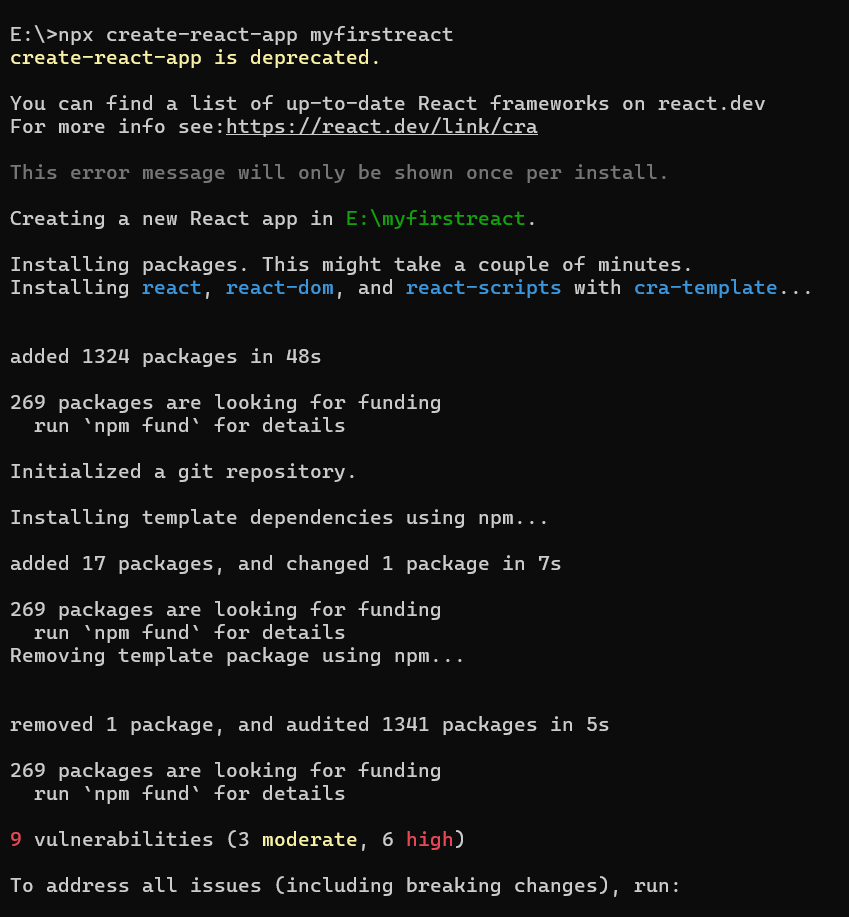 E:\>npx create-react-app myfirstreact
create-react-app is deprecated.
You can find a list of up-to-date React frameworks on react.dev
For more info see:https://react.dev/link/cra
This error message will only be shown once per install.
Creating a new React app in E:\myfirstreact.
Installing packages. This might take a couple of minutes.
Installing react, react-dom, and react-scripts with cra-template...
added 1324 packages in 48s
269 packages are looking for funding
  run `npm fund` for details
Initialized a git repository.
Installing template dependencies using npm...
added 17 packages, and changed 1 package in 7s
269 packages are looking for funding
  run `npm fund` for details
Removing template package using npm...
removed 1 package, and audited 1341 packages in 5s
269 packages are looking for funding
  run `npm fund` for details
9 vulnerabilities (3 moderate, 6 high)
To address all issues (including breaking changes), run: